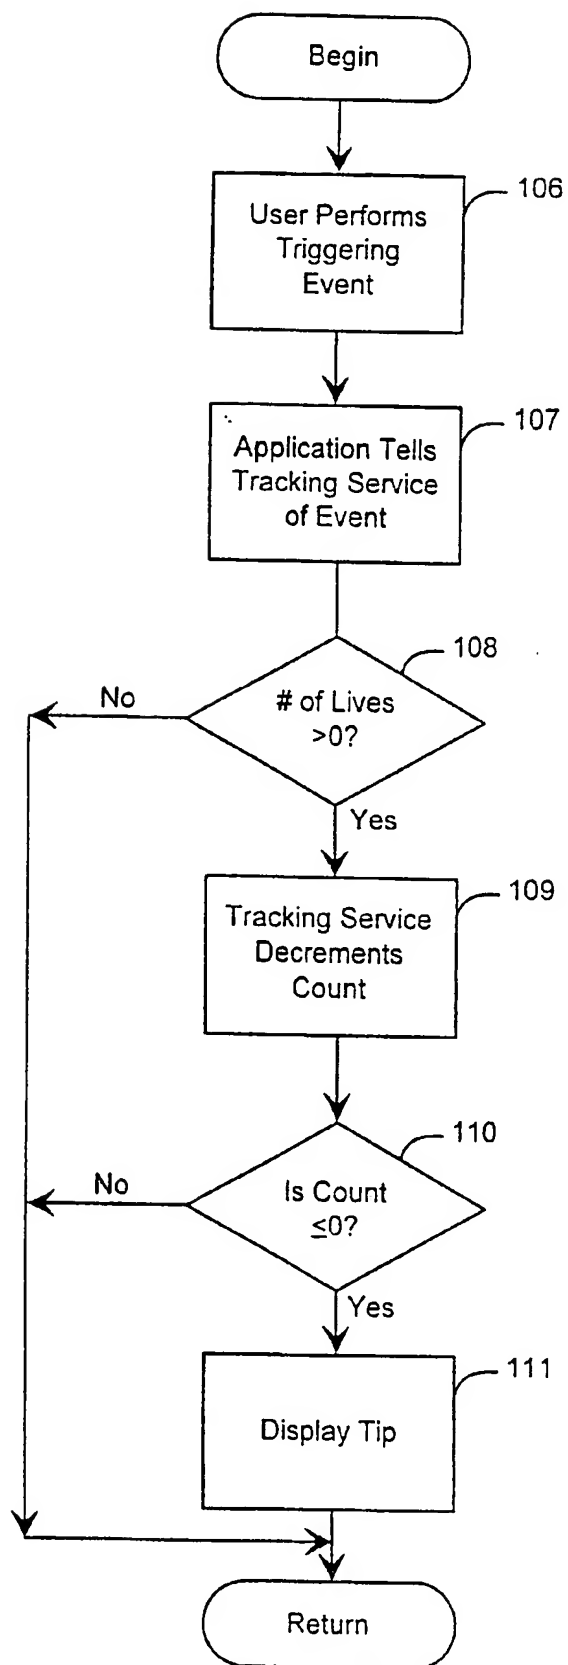 Begin
106
User Performs
Triggering
Event
107
Application Tells
Tracking Service
of Event
108
# of Lives
>0?
No
Yes
109
Tracking Service
Decrements
Count
110
Is Count
≤0?
No
Yes
111
Display Tip
Return